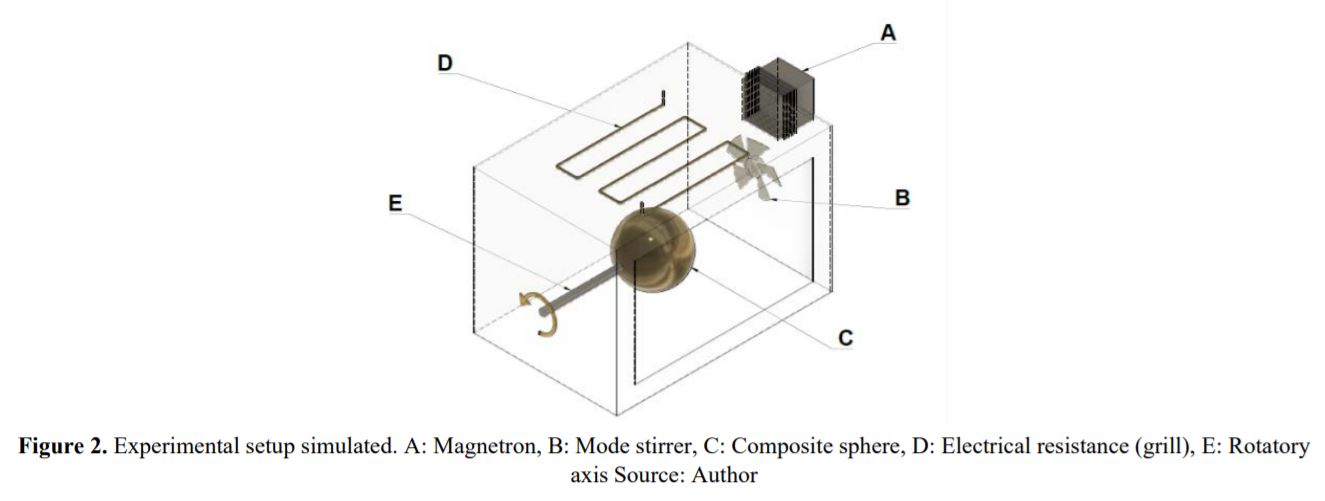 A
D
B
E
C
Figure 2. Experimental setup simulated. A: Magnetron, B: Mode stirrer, C: Composite sphere, D: Electrical resistance (grill), E: Rotatory
axis Source: Author